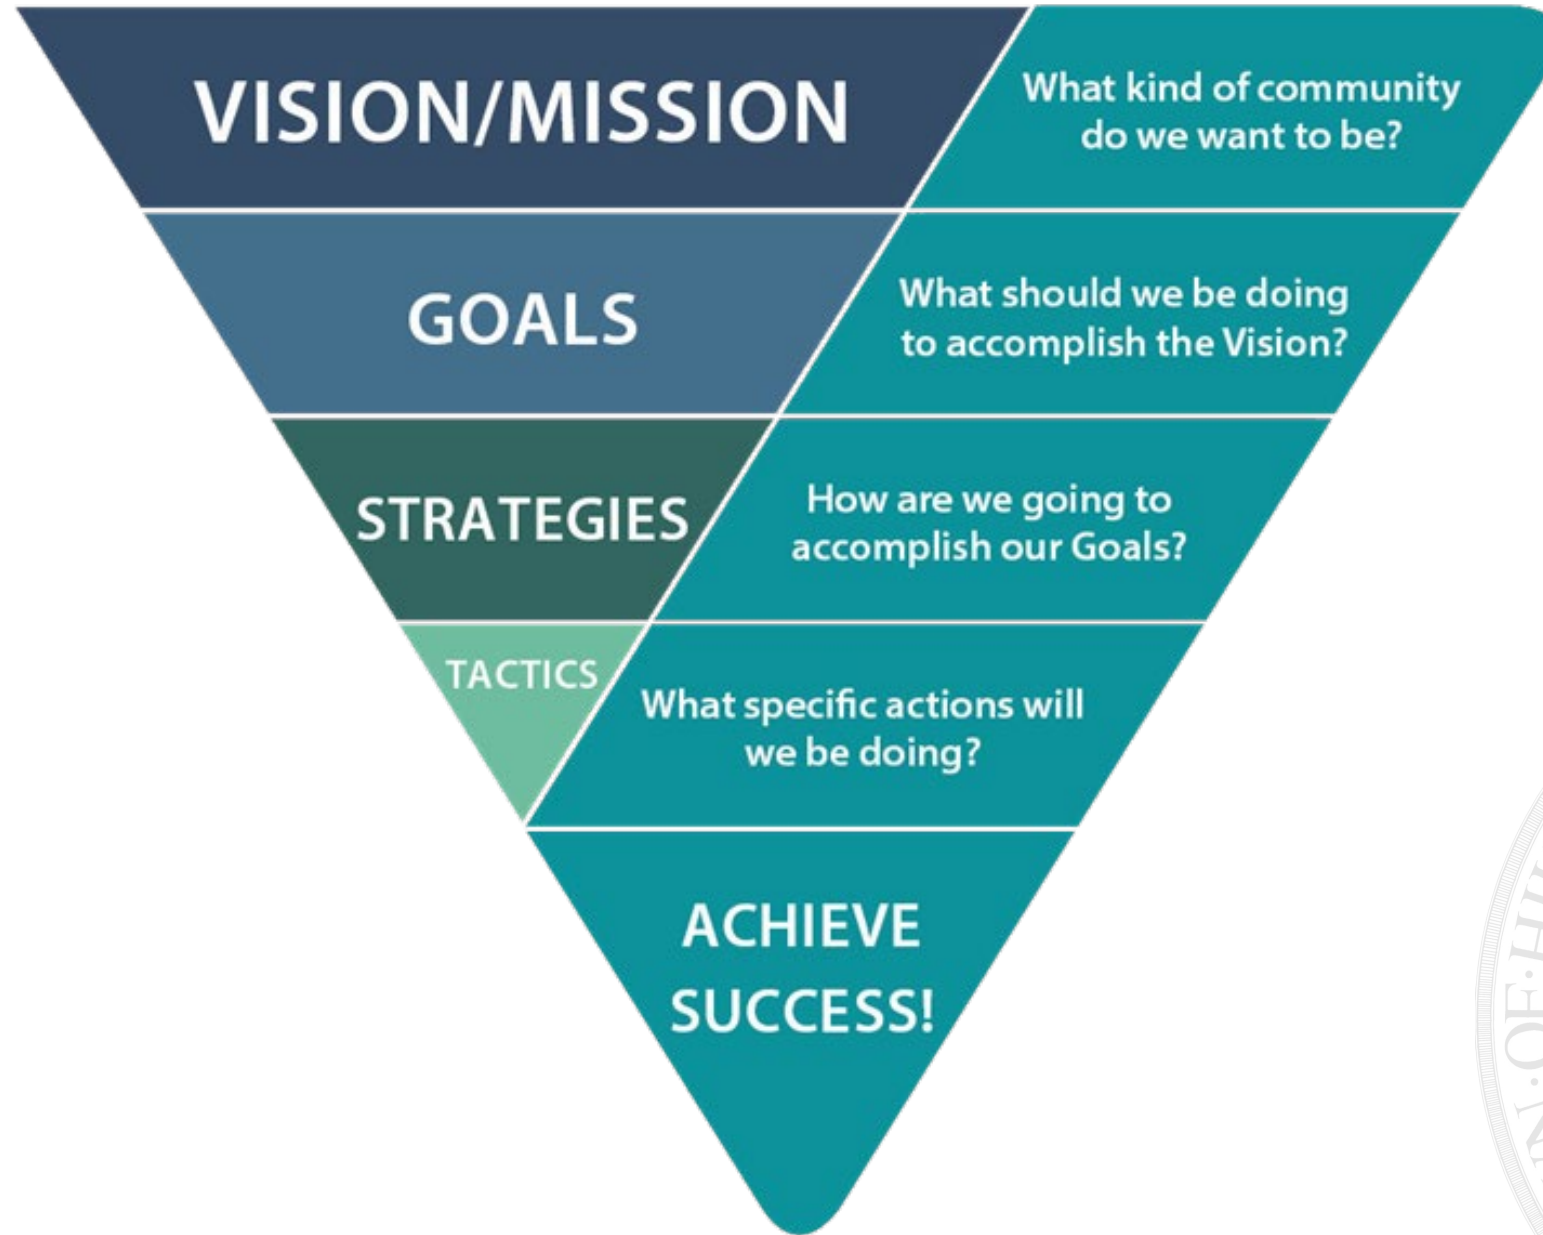 VISION/MISSION
What kind of community
do we want to be?
GOALS
What should we be doing
to accomplish the Vision?
STRATEGIES
How are we going to
accomplish our Goals?
TACTICS
What specific actions will
we be doing?
ACHIEVE
SUCCESS!
OF